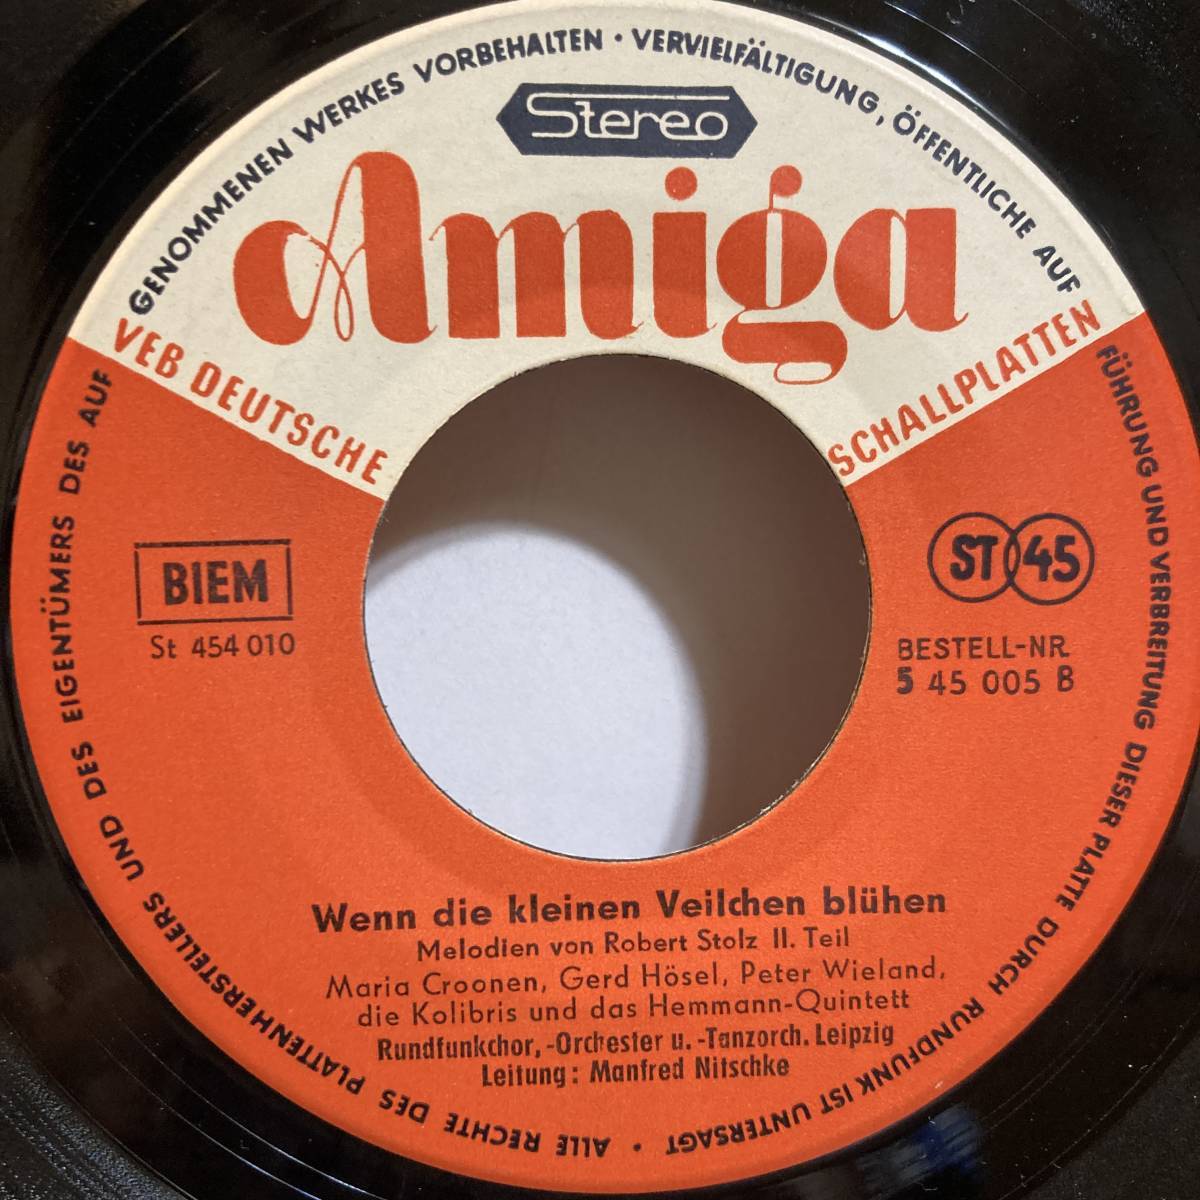 Stereo
Amiga
VEB DEUTSCHE SCHALLPLATTEN
BIEM
St 454 010
ST 45
BESTELL-NR.
5 45 005 B
Wenn die kleinen Veilchen blühen
Melodien von Robert Stolz II. Teil
Maria Croonen, Gerd Hösel, Peter Wieland,
die Kolibris und das Hemmann-Quintett
Rundfunkchor, -Orchester u. -Tanzorch. Leipzig
Leitung: Manfred Nitschke
ALLE RECHTE DES PLATTENHERSTELLERS UND DES EIGENTÜMERS DES AUF GENOMMENEN WERKES VORBEHALTEN · VERVIELFÄLTIGUNG, ÖFFENTLICHE AUF FÜHRUNG UND VERBREITUNG DIESER PLATTE DURCH RUNDFUNK IST UNTERSAGT ·